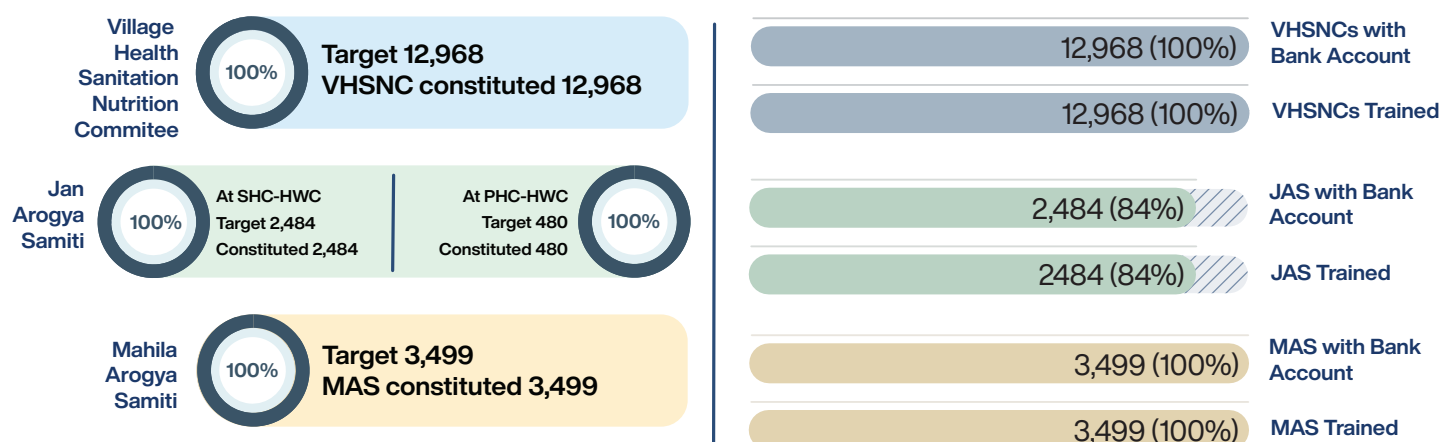 Village
Health
Sanitation
Nutrition
Commitee
100%
Target 12,968
VHSNC constituted 12,968
Jan
Arogya
Samiti
100%
At SHC-HWC
Target 2,484
Constituted 2,484
At PHC-HWC
Target 480
Constituted 480
100%
Mahila
Arogya
Samiti
100%
Target 3,499
MAS constituted 3,499
12,968 (100%)
VHSNCs with
Bank Account
12,968 (100%)
VHSNCs Trained
2,484 (84%)
JAS with Bank
Account
2484 (84%)
JAS Trained
3,499 (100%)
MAS with Bank
Account
3,499 (100%)
MAS Trained